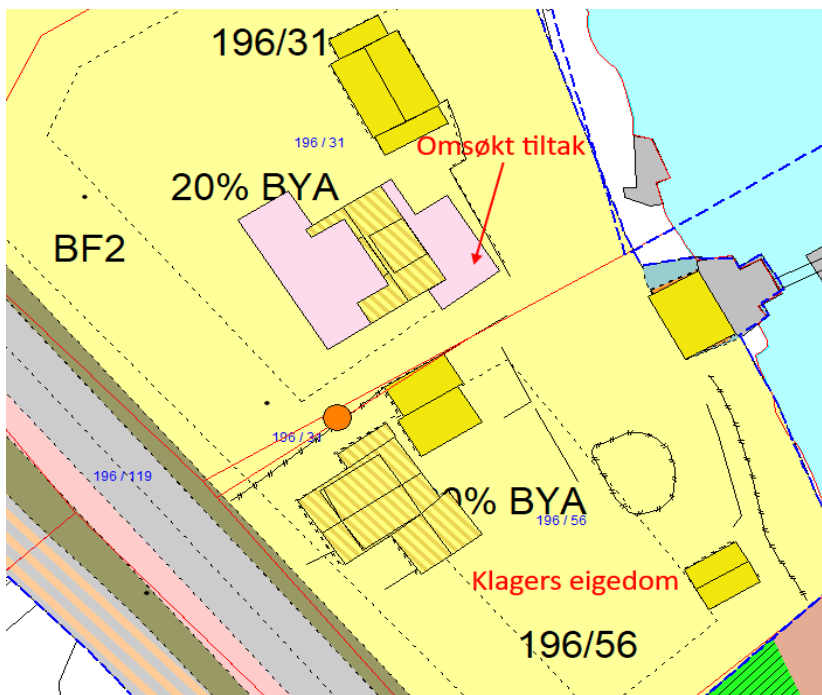 196/31
196 / 31
Omsøkt tiltak
20% BYA
BF2
196 / 31
196 / 119
0% BYA
196 / 56
Klagers eigedom
196/56